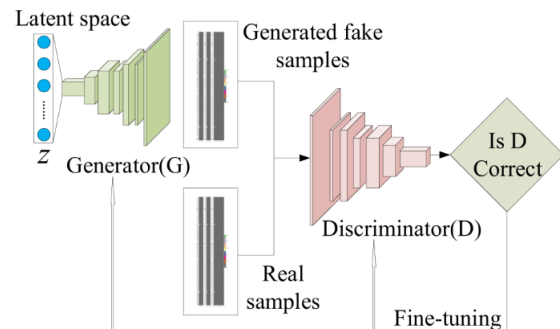 Latent space
z
Generator(G)
Generated fake
samples
Real
samples
Discriminator(D)
Is D
Correct
Fine-tuning